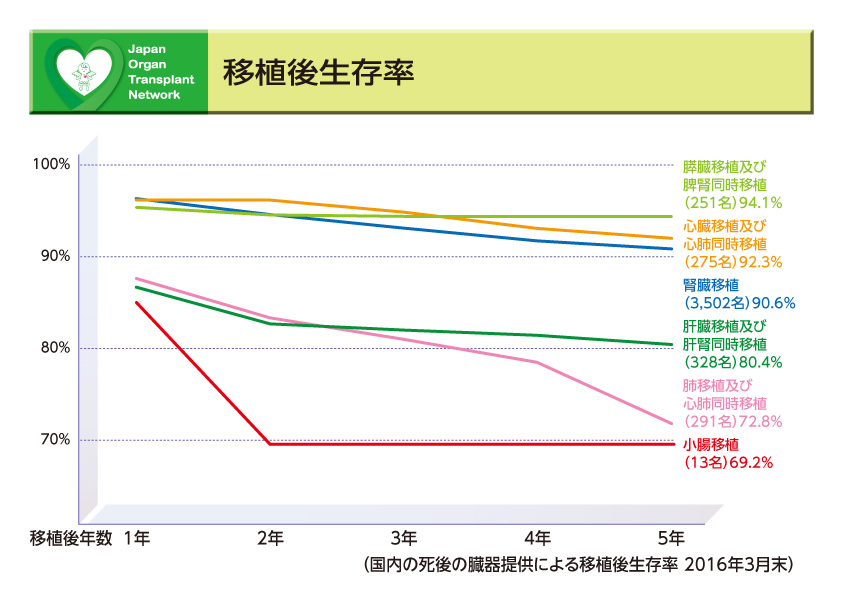 Japan
Organ
Transplant
Network
移植後生存率
100%
90%
80%
70%
膵臓移植及び
脾腎同時移植
(251名)94.1%
心臓移植及び
心肺同時移植
(275名)92.3%
腎臓移植
(3,502名)90.6%
肝臓移植及び
肝腎同時移植
(328名)80.4%
肺移植及び
心肺同時移植
(291名)72.8%
小腸移植
(13名)69.2%
移植後年数 1年 2年 3年 4年 5年
(国内の死後の臓器提供による移植後生存率 2016年3月末)